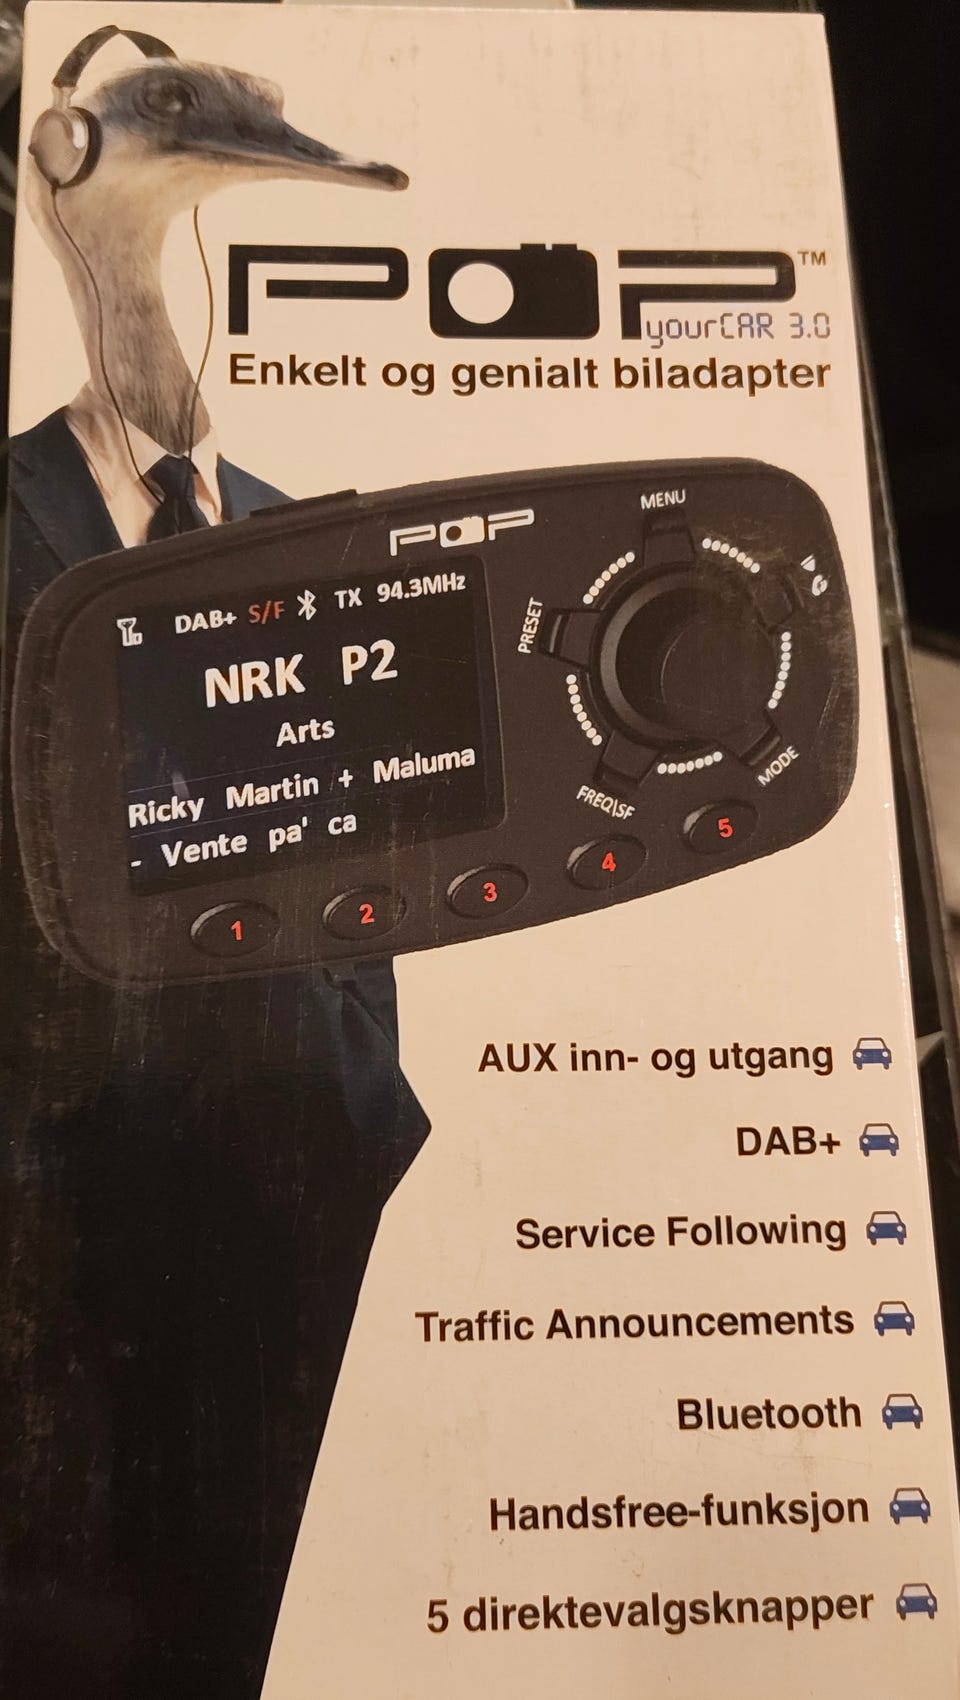 POP™
yourCAR 3.0
Enkelt og genialt biladapter
POP
MENU
DAB+ S/F TX 94.3MHz
PRESET
NRK P2
Arts
Ricky Martin + Maluma
- Vente pa' ca
MODE
FREQ\SF
1 2 3 4 5
AUX inn- og utgang
DAB+
Service Following
Traffic Announcements
Bluetooth
Handsfree-funksjon
5 direktevalgsknapper